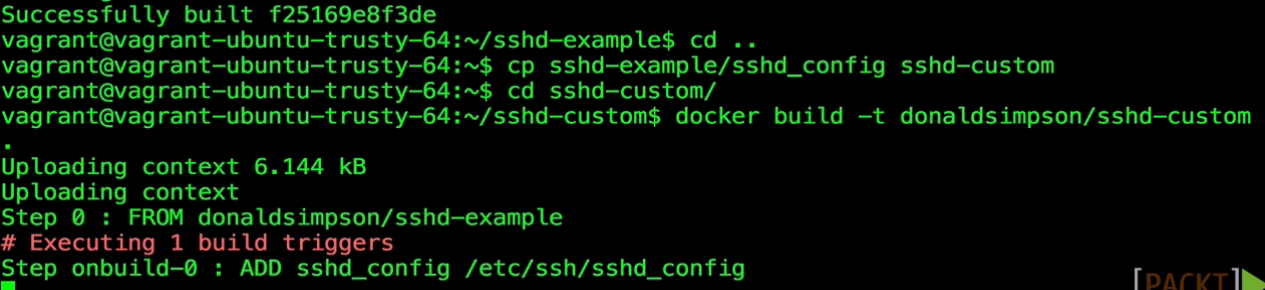 Successfully built f25169e8f3de
vagrant@vagrant-ubuntu-trusty-64:~/sshd-example$ cd ..
vagrant@vagrant-ubuntu-trusty-64:~$ cp sshd-example/sshd_config sshd-custom
vagrant@vagrant-ubuntu-trusty-64:~$ cd sshd-custom/
vagrant@vagrant-ubuntu-trusty-64:~/sshd-custom$ docker build -t donaldsimpson/sshd-custom
.
Uploading context 6.144 kB
Uploading context
Step 0 : FROM donaldsimpson/sshd-example
# Executing 1 build triggers
Step onbuild-0 : ADD sshd_config /etc/ssh/sshd_config
[PACKT]